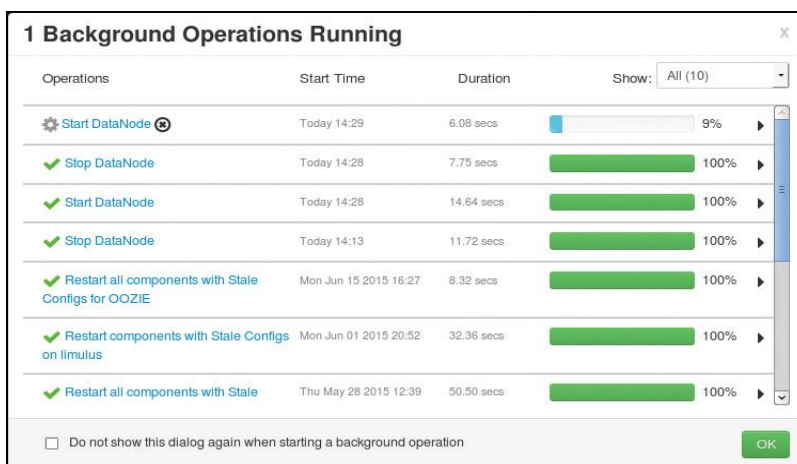 1 Background Operations Running
x
Operations Start Time Duration Show: All (10)
Start DataNode Today 14:29 6.08 secs 9%
Stop DataNode Today 14:28 7.75 secs 100%
Start DataNode Today 14:28 14.64 secs 100%
Stop DataNode Today 14:13 11.72 secs 100%
Restart all components with Stale Mon Jun 15 2015 16:27 8.32 secs 100%
Configs for OOZIE
Restart components with Stale Configs Mon Jun 01 2015 20:52 32.36 secs 100%
on limulus
Restart all components with Stale Thu May 28 2015 12:39 50.50 secs 100%
Do not show this dialog again when starting a background operation
OK